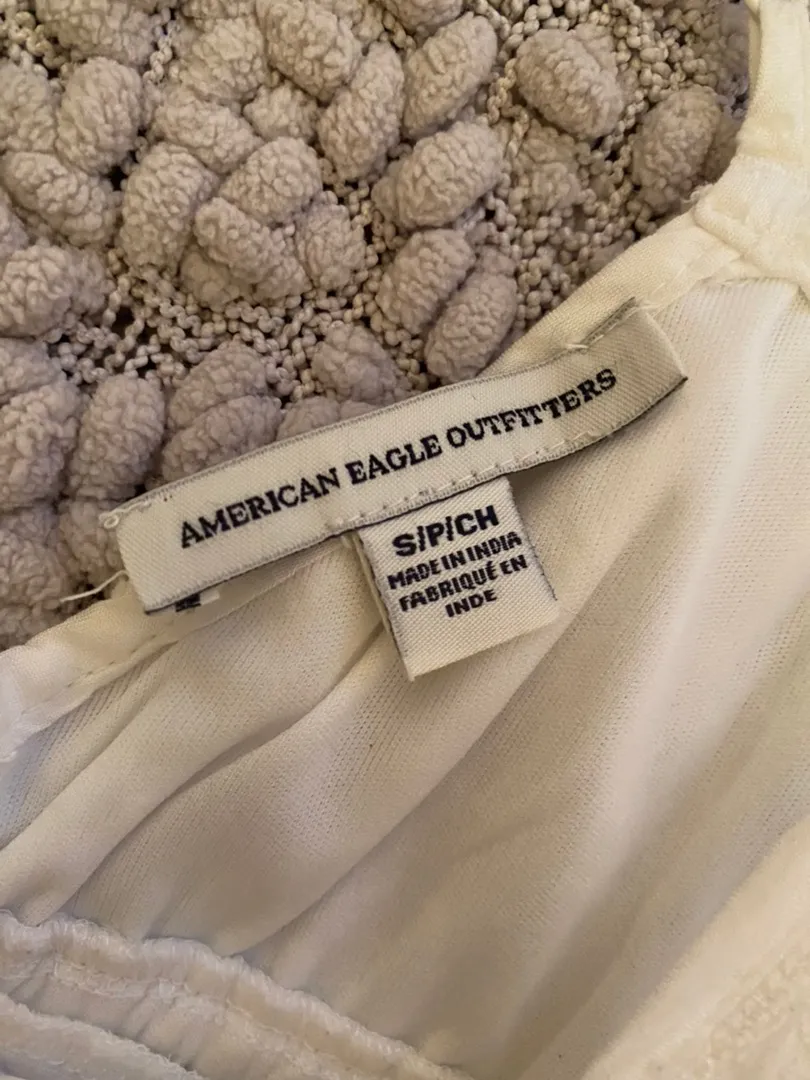 AMERICAN EAGLE OUTFITTERS
S/P/CH
MADE IN INDIA
FABRIQUÉ EN
INDE